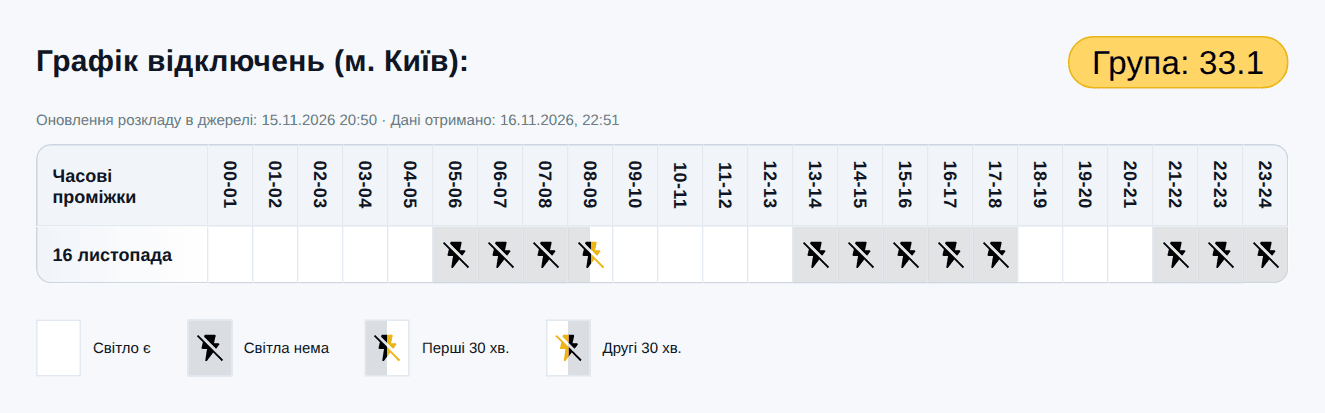 Графік відключень (м. Київ):
Група: 33.1
Оновлення розкладу в джерелі: 15.11.2026 20:50 · Дані отримано: 16.11.2026, 22:51
Часові
проміжки
00-01
01-02
02-03
03-04
04-05
05-06
06-07
07-08
08-09
09-10
10-11
11-12
12-13
13-14
14-15
15-16
16-17
17-18
18-19
19-20
20-21
21-22
22-23
23-24
16 листопада
Світло є
Світла нема
Перші 30 хв.
Другі 30 хв.